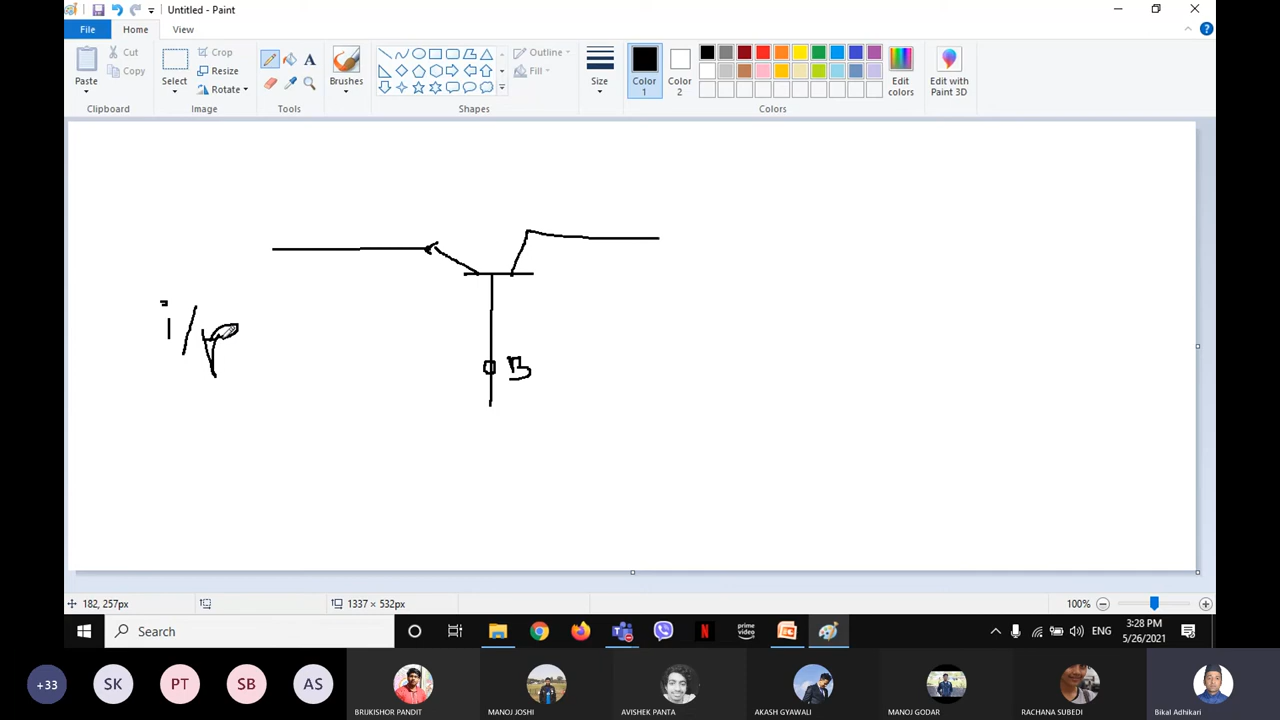 Untitled - Paint
File
Home
View
Paste
Cut
Copy
Clipboard
Select
Crop
Resize
Rotate
Image
Tools
Brushes
Shapes
Outline
Fill
Size
Color 1
Color 2
Colors
Edit colors
Edit with Paint 3D
i/p
B
182, 257px
1337 × 532px
100%
Search
prime video
ENG
3:28 PM
5/26/2021
+33
SK
PT
SB
AS
BRIJKISHOR PANDIT
MANOJ JOSHI
AVISHEK PANTA
AKASH GYAWALI
MANOJ GODAR
RACHANA SUBEDI
Bikal Adhikari